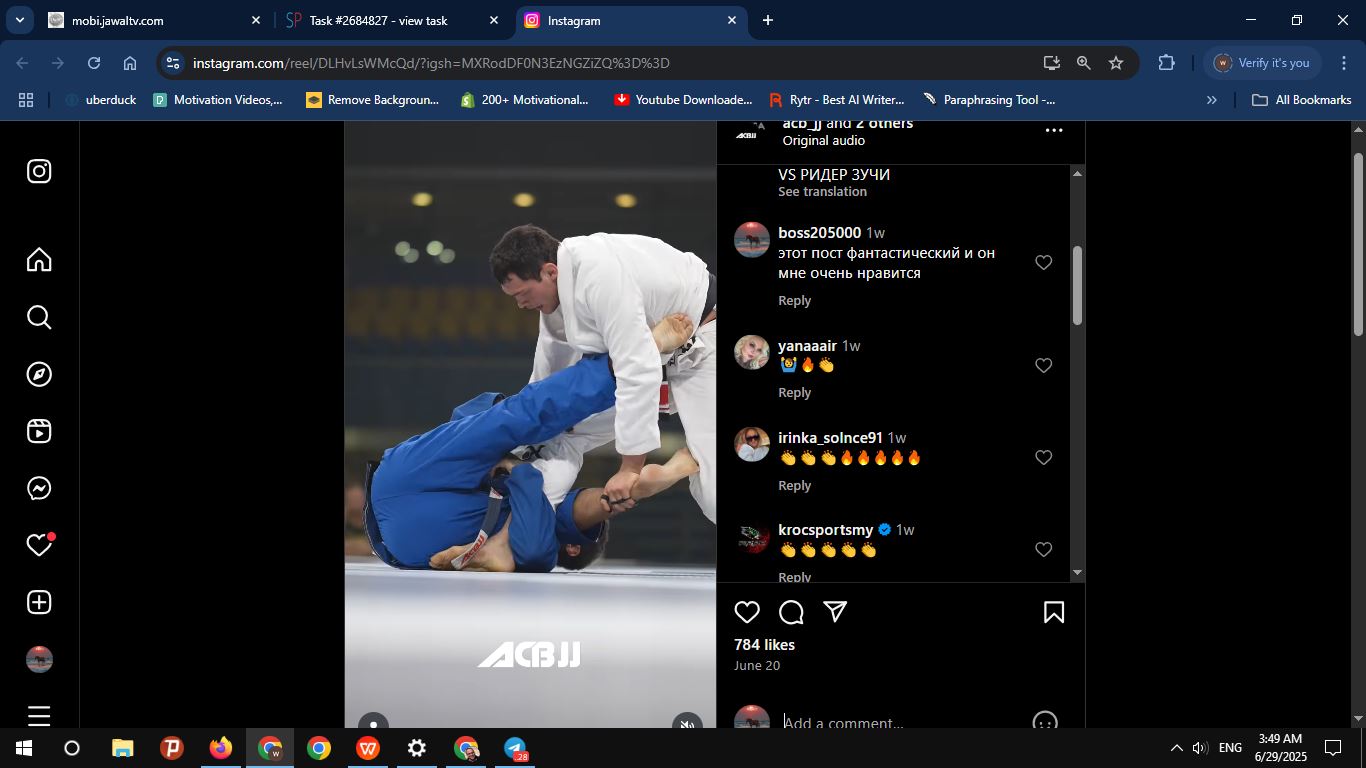 mobi.jawaltv.com
Task #2684827 - view task
Instagram
instagram.com/reel/DLHvLsWMcQd/?igsh=MXRodDF0N3EzNGZiZQ%3D%3D
Verify it's you
uberduck
Motivation Videos,...
Remove Backgroun...
200+ Motivational...
Youtube Downloade...
Rytr - Best AI Writer...
Paraphrasing Tool -...
All Bookmarks
acb_jj and 2 others
Original audio
VS РИДЕР ЗУЧИ
See translation
boss205000 1w
этот пост фантастический и он
мне очень нравится
Reply
yanaaair 1w
Reply
irinka_solnce91 1w
Reply
krocsportsmy 1w
Reply
ACB JJ
784 likes
June 20
Add a comment...
28
ENG
3:49 AM
6/29/2025